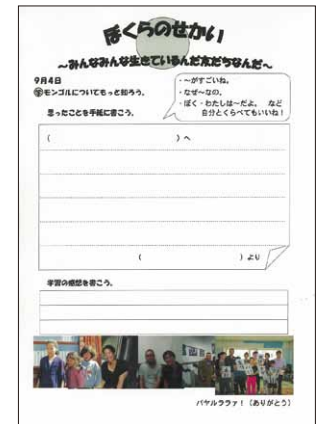 ぼくらのせかい
～みんなみんな生きているんだ友だちなんだ～
9月4日
モンゴルについてもっと知ろう。
思ったことを手紙に書こう。
・～がすごいね。
・なぜ～なの。
・ぼく・わたしは～だよ。 など
自分とくらべてもいいね！
（ ）へ
（ ）より
学習の感想を書こう。
バヤルララァ！（ありがとう）